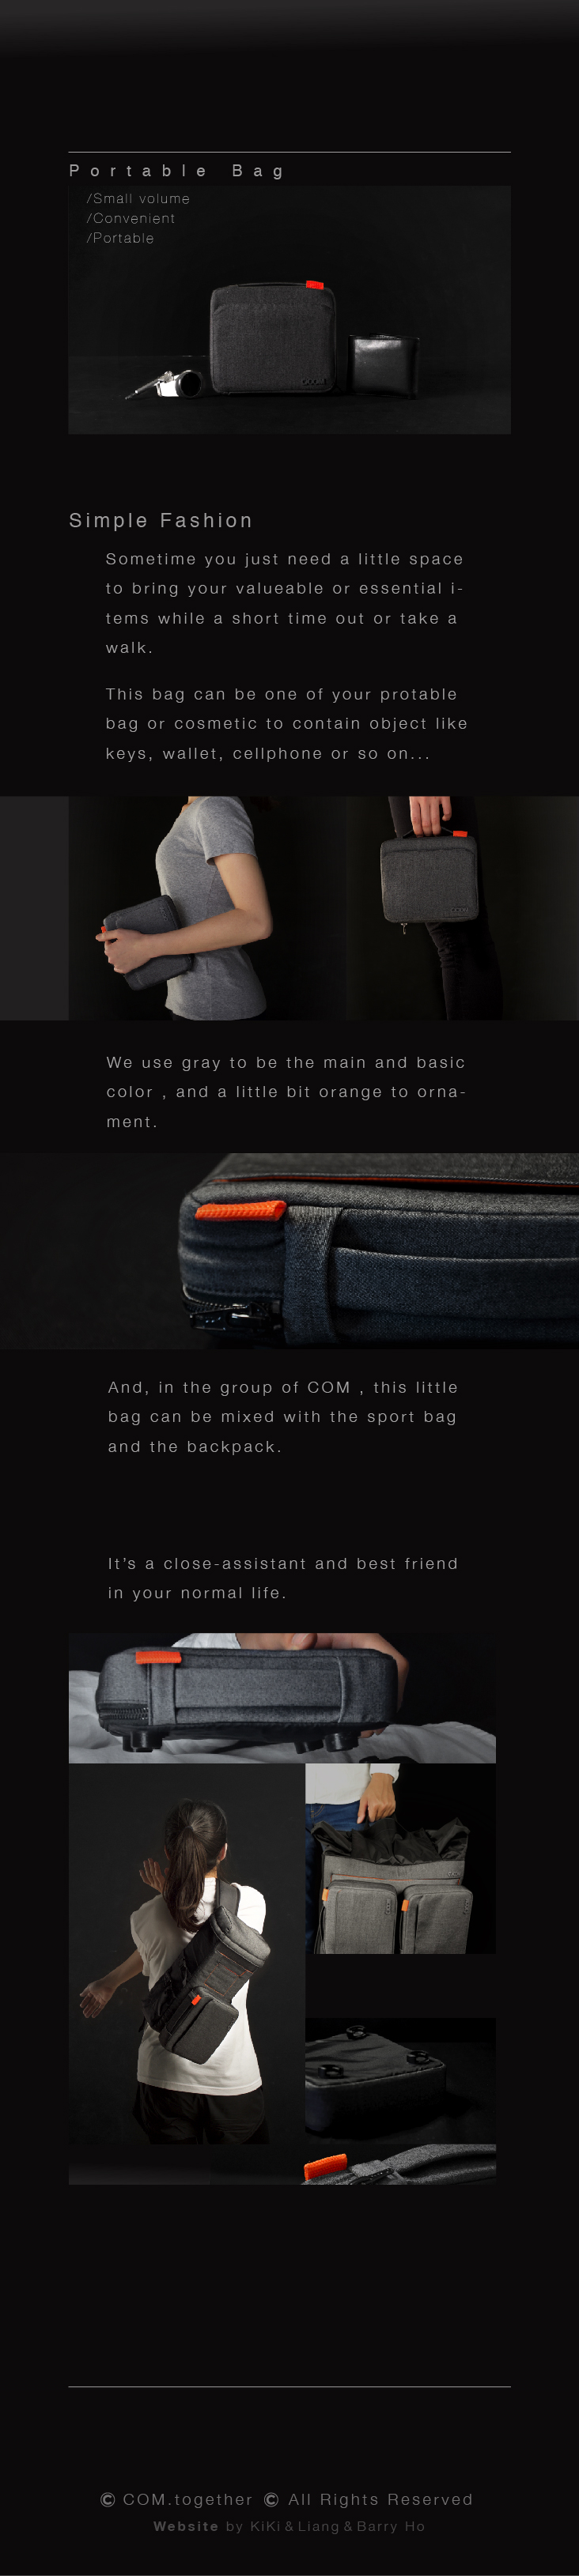 Portable Bag
/Small volume
/Convenient
/Portable
Simple Fashion
Sometime you just need a little space
to bring your valueable or essential i-
tems while a short time out or take a
walk.
This bag can be one of your protable
bag or cosmetic to contain object like
keys, wallet, cellphone or so on...
We use gray to be the main and basic
color , and a little bit orange to orna-
ment.
And, in the group of COM , this little
bag can be mixed with the sport bag
and the backpack.
It's a close-assistant and best friend
in your normal life.
© COM.together © All Rights Reserved
Website by KiKi & Liang & Barry Ho